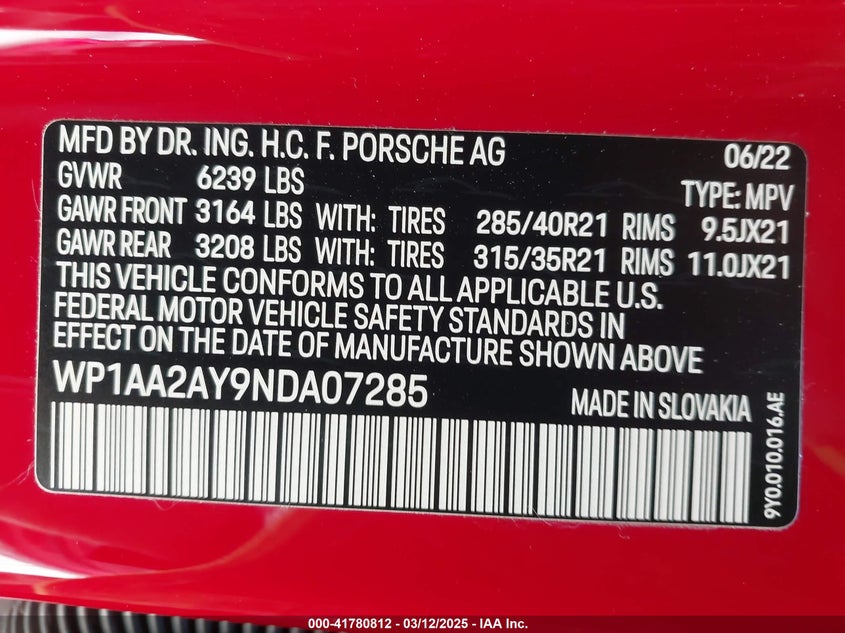 MFD BY DR. ING. H.C. F. PORSCHE AG 06/22
GVWR 6239 LBS TYPE: MPV
GAWR FRONT 3164 LBS WITH: TIRES 285/40R21 RIMS 9.5JX21
GAWR REAR 3208 LBS WITH: TIRES 315/35R21 RIMS 11.0JX21
THIS VEHICLE CONFORMS TO ALL APPLICABLE U.S.
FEDERAL MOTOR VEHICLE SAFETY STANDARDS IN
EFFECT ON THE DATE OF MANUFACTURE SHOWN ABOVE
WP1AA2AY9NDA07285 MADE IN SLOVAKIA
9Y0.010.016.AE
000-41780812 - 03/12/2025 - IAA Inc.